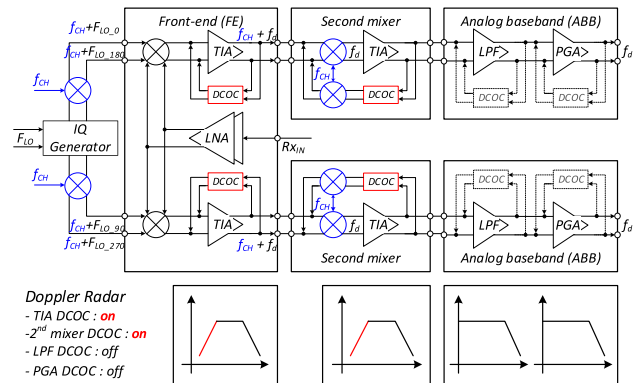 Front-end (FE)
Second mixer
Analog baseband (ABB)
fCH+FLO_0
fCH + fd
fCH+FLO_180
TIA
fd
TIA
LPF
PGA
fd
fCH
fCH
DCOC
DCOC
DCOC
DCOC
IQ
Generator
FLO
LNA
RxIN
fCH
DCOC
DCOC
DCOC
DCOC
fCH
fCH+FLO_90
fCH+FLO_270
TIA
fCH + fd
fd
TIA
LPF
PGA
fd
Second mixer
Analog baseband (ABB)
Doppler Radar
- TIA DCOC : on
-2nd mixer DCOC : on
- LPF DCOC : off
- PGA DCOC : off